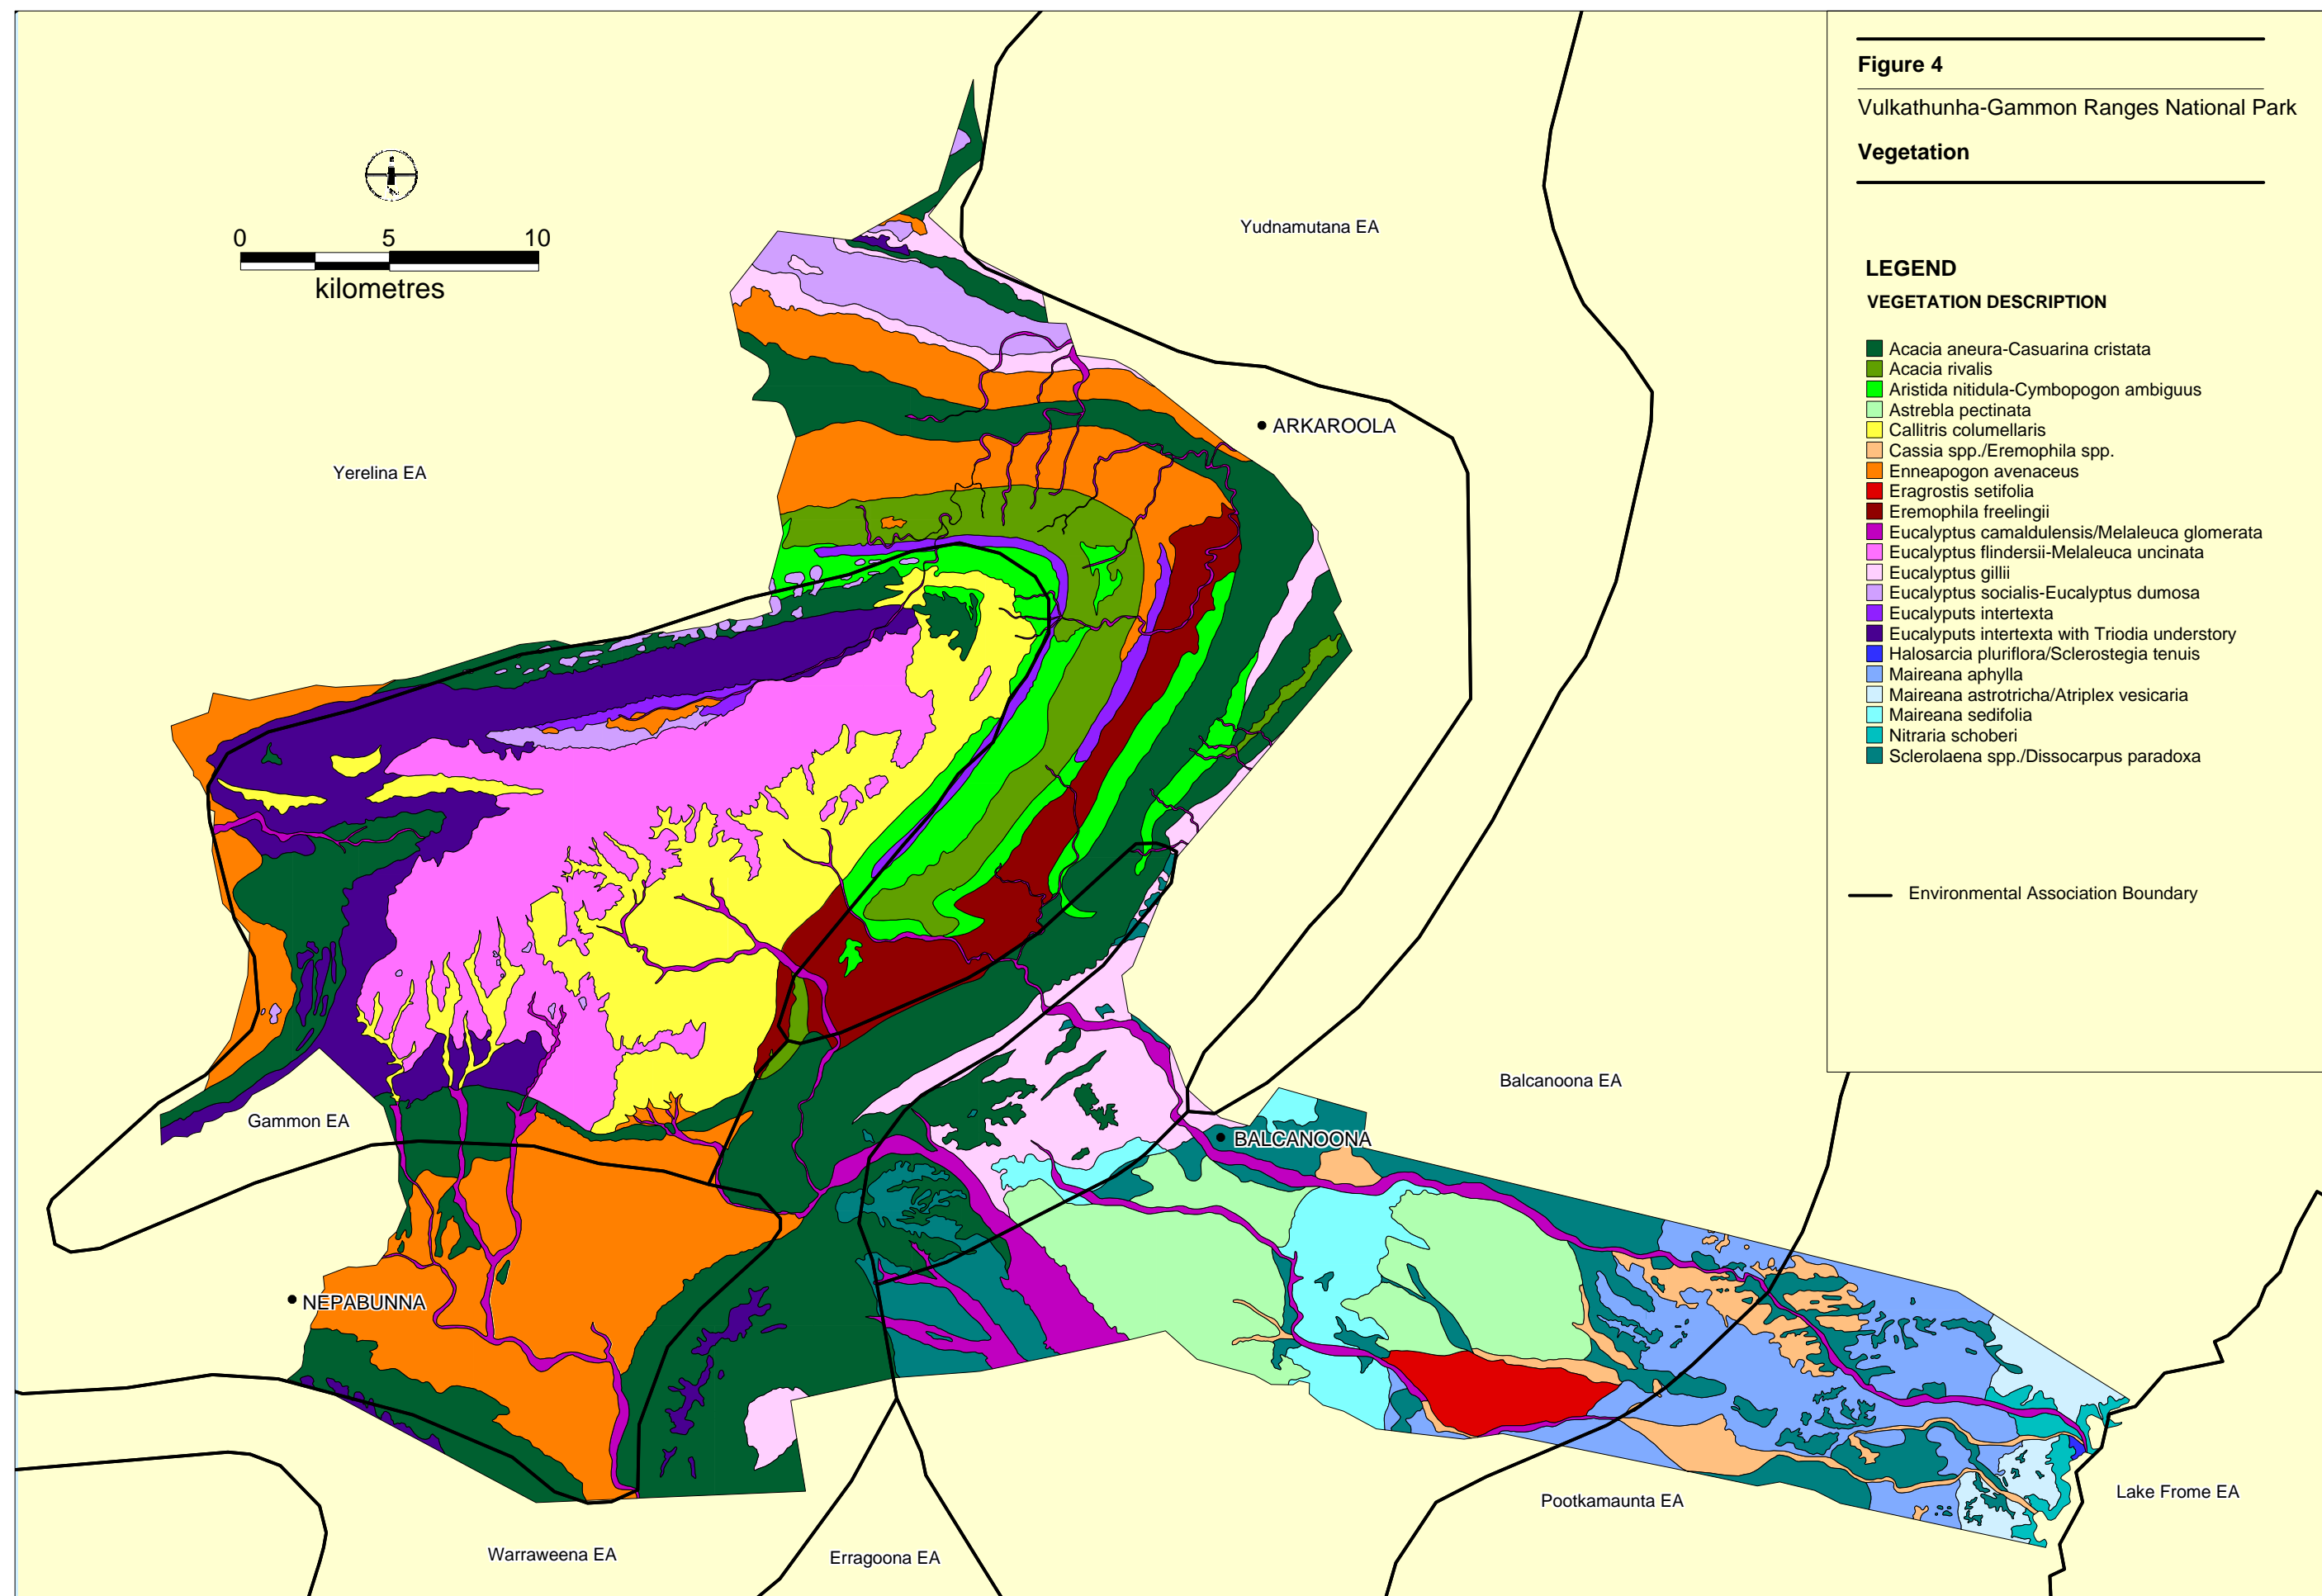 Figure 4
Vulkathunha-Gammon Ranges National Park
Vegetation
0 5 10
kilometres
Yudnamutana EA
LEGEND
VEGETATION DESCRIPTION
Acacia aneura-Casuarina cristata
Acacia rivalis
Aristida nitidula-Cymbopogon ambiguus
Astrebla pectinata
Callitris columellaris
Cassia spp./Eremophila spp.
Enneapogon avenaceus
Eragrostis setifolia
Eremophila freelingii
Eucalyptus camaldulensis/Melaleuca glomerata
Eucalyptus flindersii-Melaleuca uncinata
Eucalyptus gillii
Eucalyptus socialis-Eucalyptus dumosa
Eucalyputs intertexta
Eucalyputs intertexta with Triodia understory
Halosarcia pluriflora/Sclerostegia tenuis
Maireana aphylla
Maireana astrotricha/Atriplex vesicaria
Maireana sedifolia
Nitraria schoberi
Sclerolaena spp./Dissocarpus paradoxa
Environmental Association Boundary
ARKAROOLA
Yerelina EA
Balcanoona EA
Gammon EA
BALCANOONA
NEPABUNNA
Pootkamaunta EA
Lake Frome EA
Warraweena EA
Erragoona EA